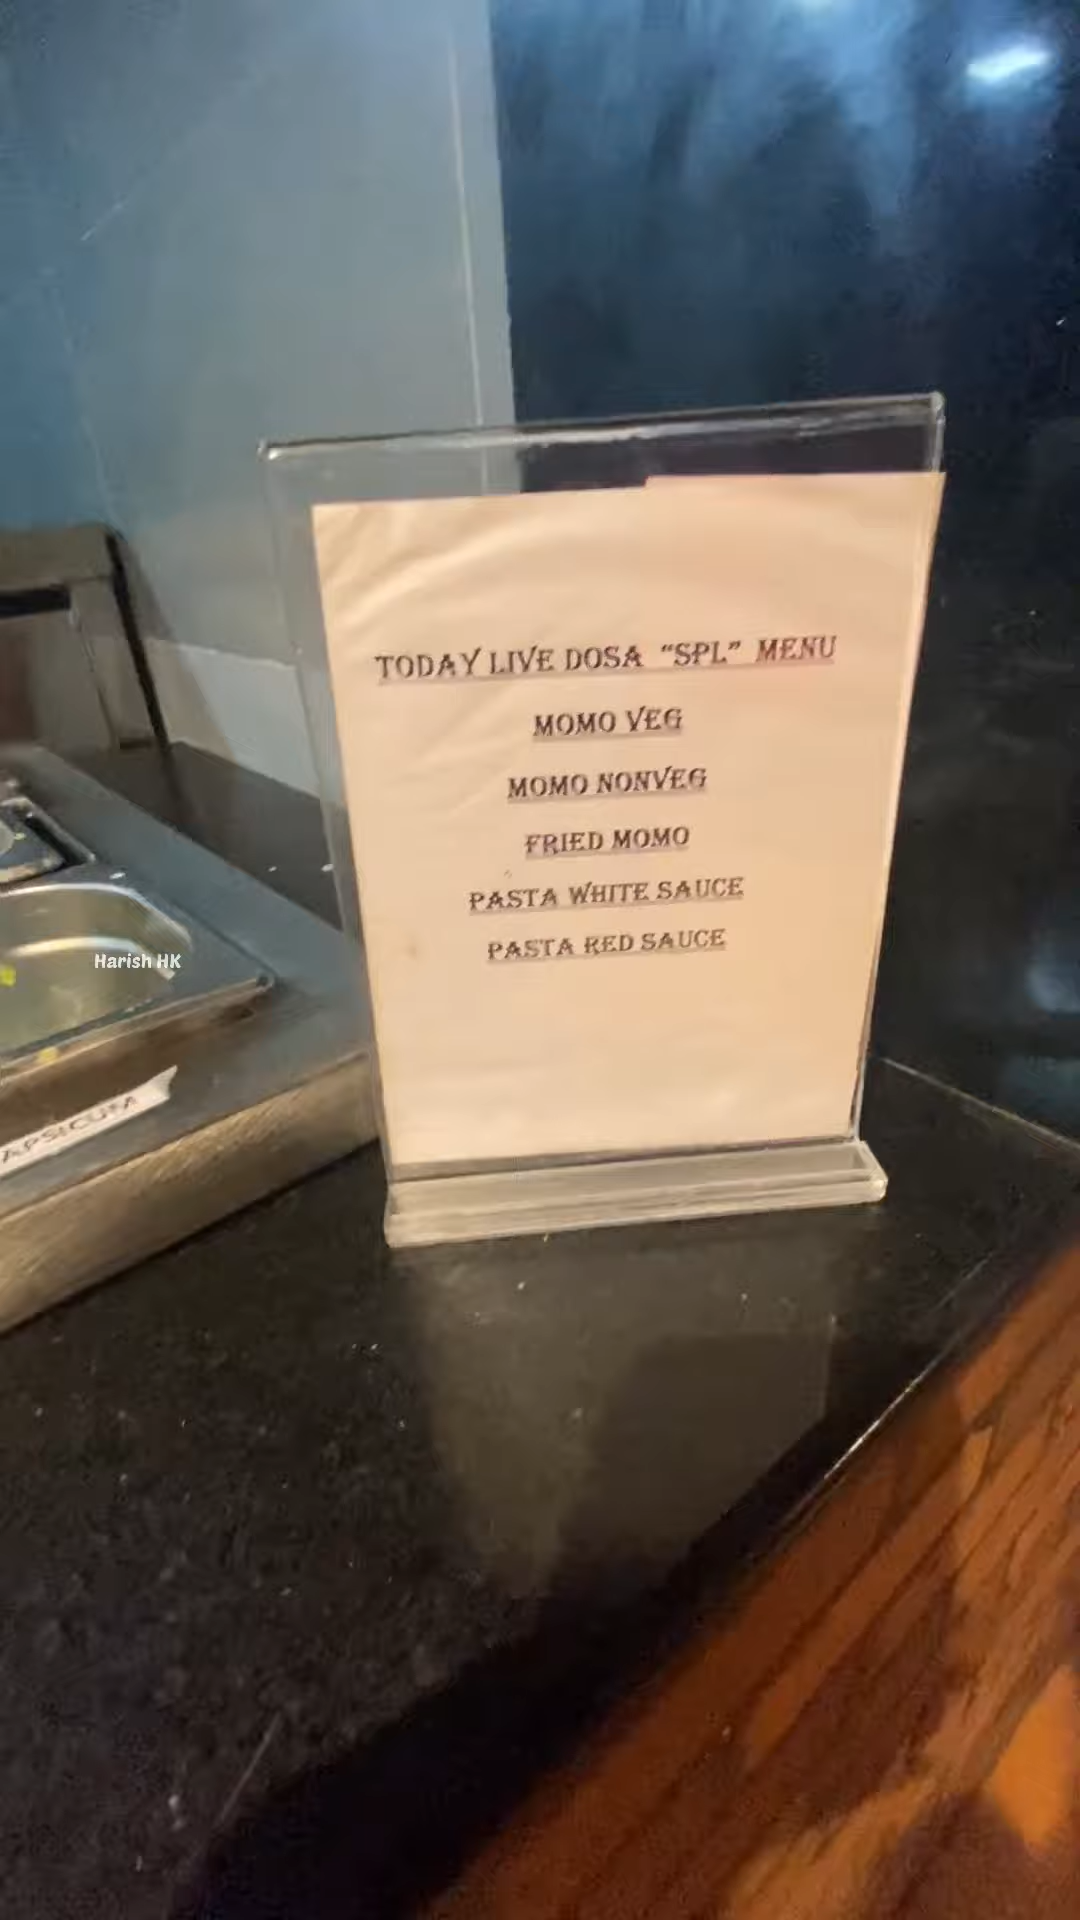 TODAY LIVE DOSA “SPL” MENU
MOMO VEG
MOMO NONVEG
FRIED MOMO
PASTA WHITE SAUCE
PASTA RED SAUCE
Harish HK
APSICUM